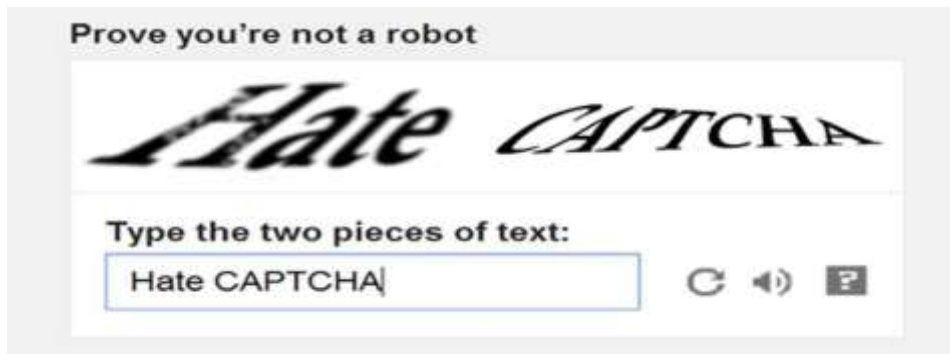 Prove you're not a robot
Hate CAPTCHA
Type the two pieces of text:
Hate CAPTCHA
?